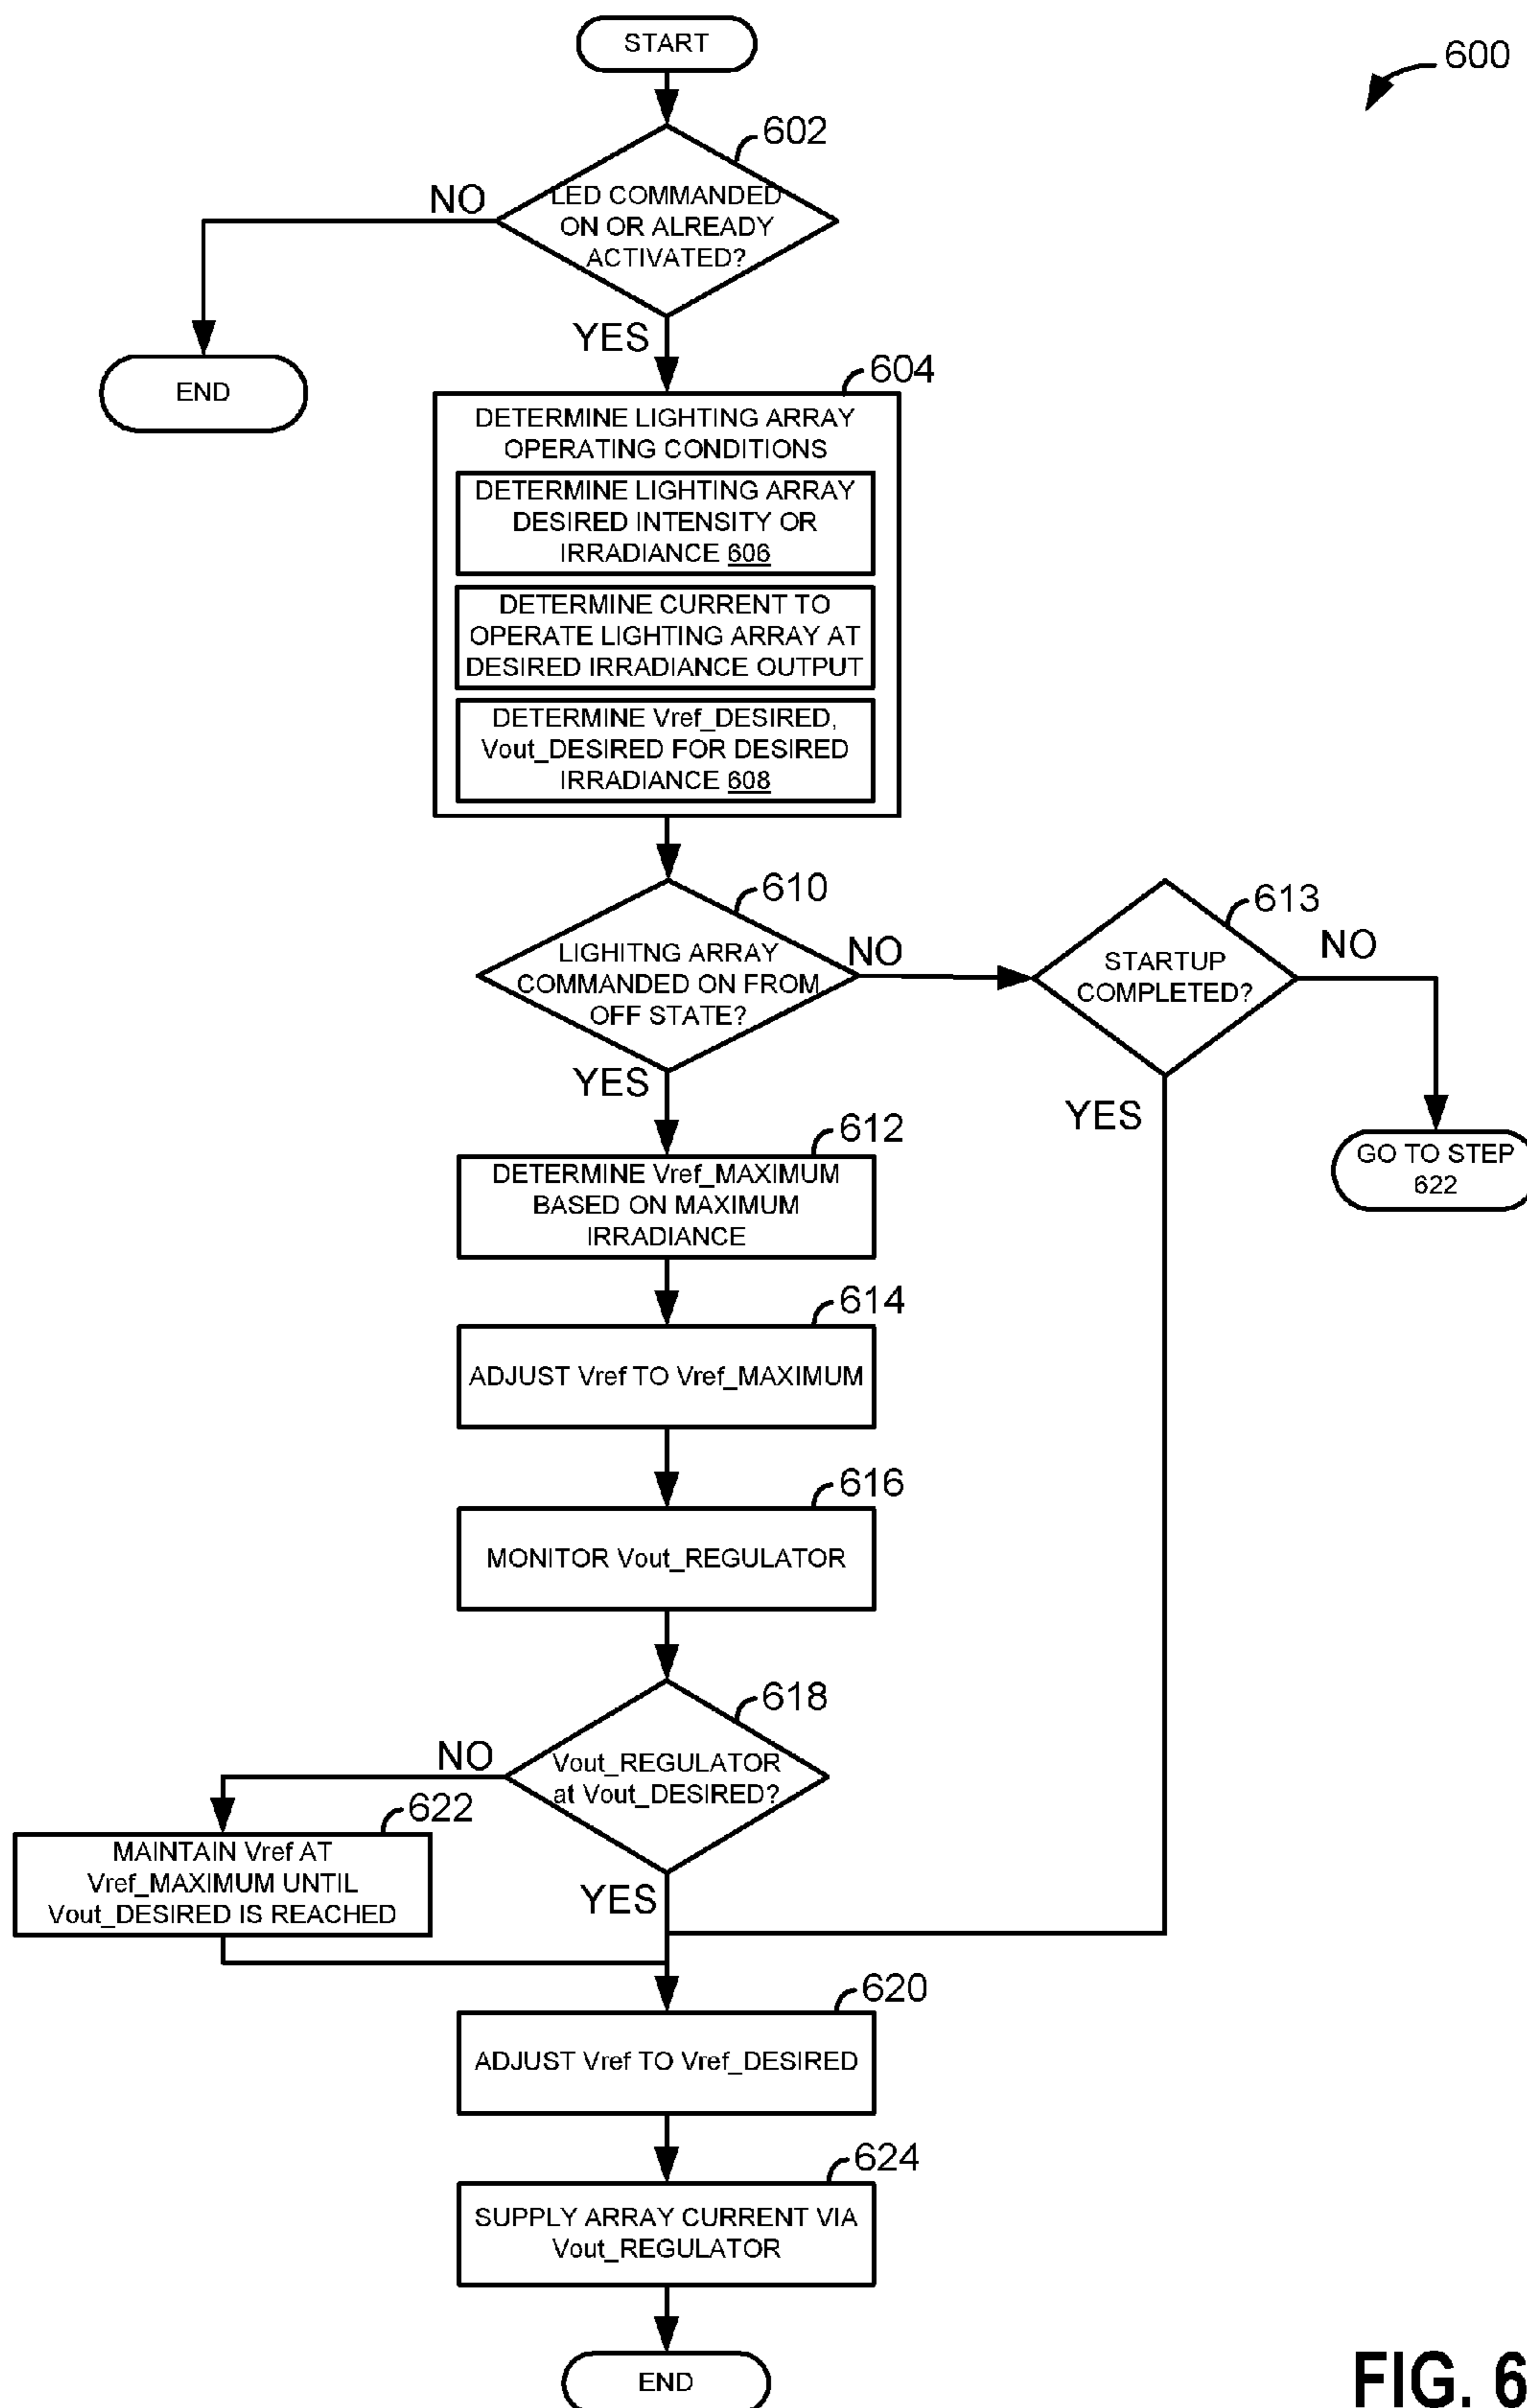 START
600
602
LED COMMANDED
ON OR ALREADY
ACTIVATED?
NO
YES
END
604
DETERMINE LIGHTING ARRAY
OPERATING CONDITIONS
DETERMINE LIGHTING ARRAY
DESIRED INTENSITY OR
IRRADIANCE 606
DETERMINE CURRENT TO
OPERATE LIGHTING ARRAY AT
DESIRED IRRADIANCE OUTPUT
DETERMINE Vref_DESIRED,
Vout_DESIRED FOR DESIRED
IRRADIANCE 608
610
LIGHITNG ARRAY
COMMANDED ON FROM
OFF STATE?
NO
YES
613
STARTUP
COMPLETED?
NO
YES
GO TO STEP
622
612
DETERMINE Vref_MAXIMUM
BASED ON MAXIMUM
IRRADIANCE
614
ADJUST Vref TO Vref_MAXIMUM
616
MONITOR Vout_REGULATOR
618
Vout_REGULATOR
at Vout_DESIRED?
NO
YES
622
MAINTAIN Vref AT
Vref_MAXIMUM UNTIL
Vout_DESIRED IS REACHED
620
ADJUST Vref TO Vref_DESIRED
624
SUPPLY ARRAY CURRENT VIA
Vout_REGULATOR
END
FIG. 6